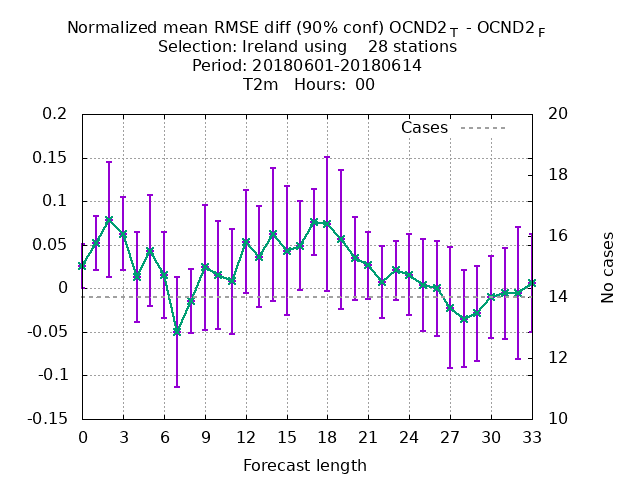 Normalized mean RMSE diff (90% conf) OCND2 T - OCND2 F
Selection: Ireland using 28 stations
Period: 20180601-20180614
T2m Hours: 00
0.2
0.15
0.1
0.05
0
-0.05
-0.1
-0.15
Cases
20
18
16
14
12
10
No cases
0 3 6 9 12 15 18 21 24 27 30 33
Forecast length